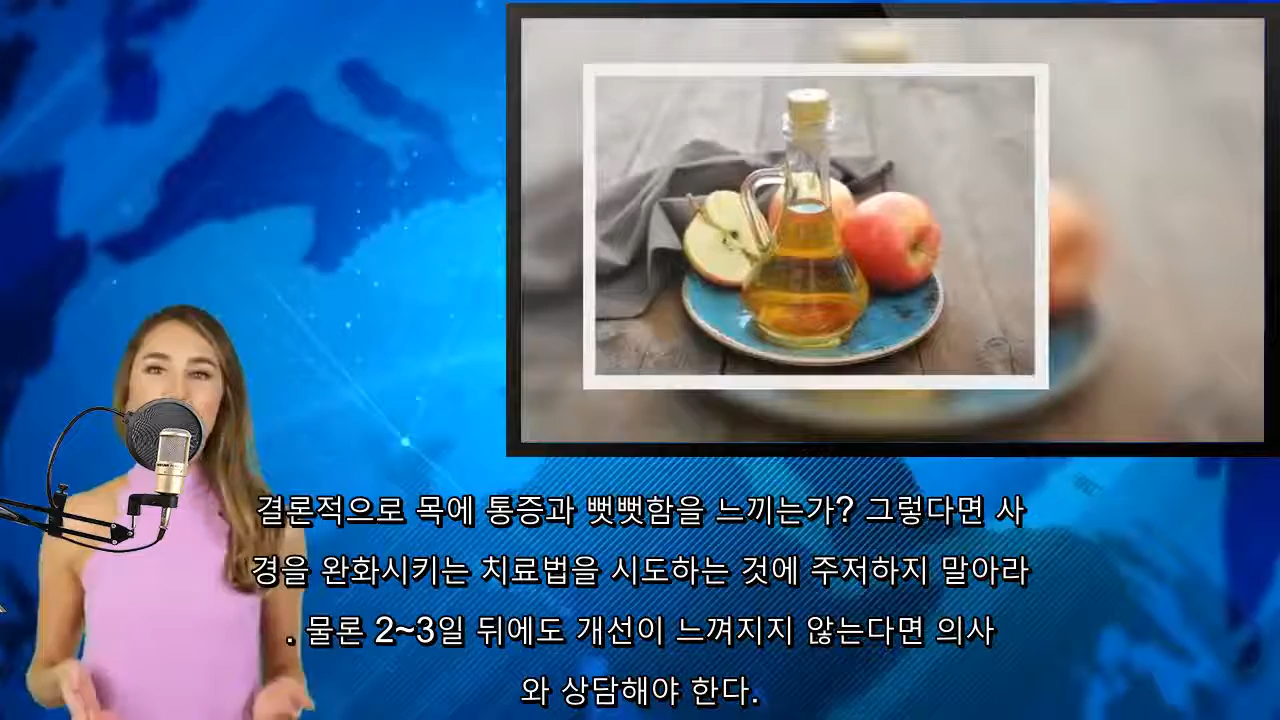 결론적으로 목에 통증과 뻣뻣함을 느끼는가? 그렇다면 사
경을 완화시키는 치료법을 시도하는 것에 주저하지 말아라
. 물론 2~3일 뒤에도 개선이 느껴지지 않는다면 의사
와 상담해야 한다.